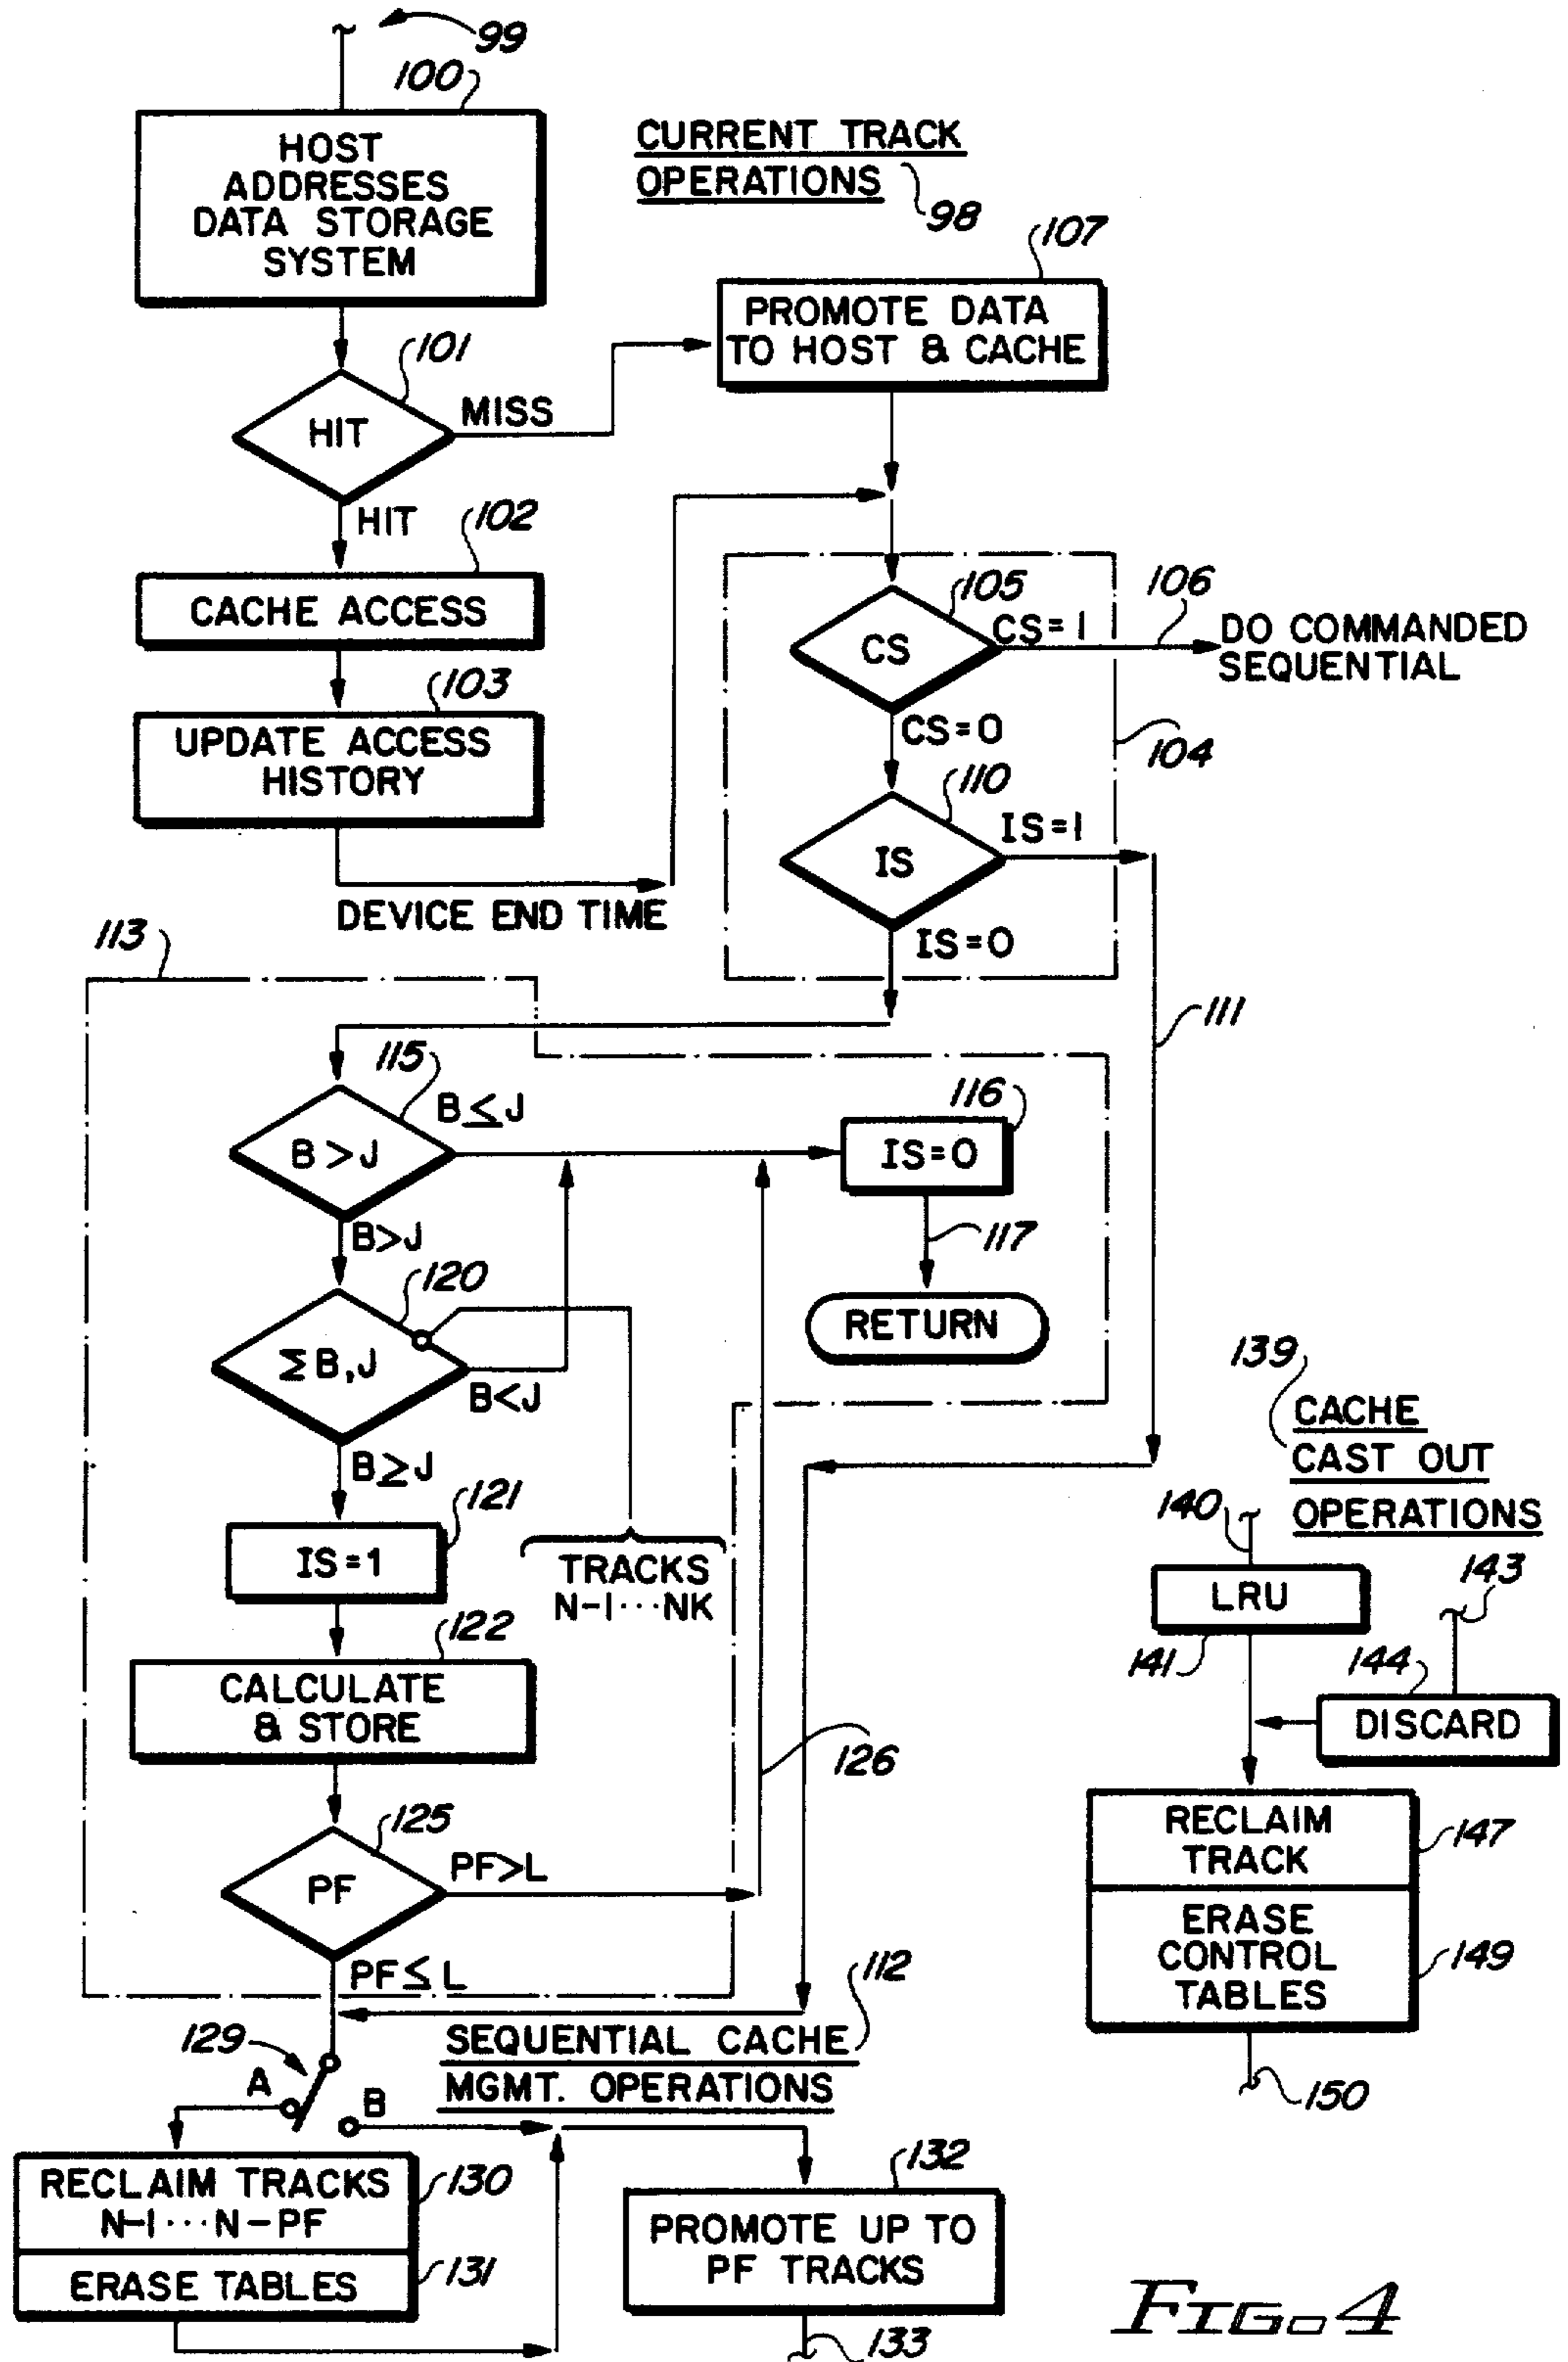 99
100
HOST
ADDRESSES
DATA STORAGE
SYSTEM
CURRENT TRACK
OPERATIONS
98
107
PROMOTE DATA
TO HOST & CACHE
101
HIT
MISS
HIT
102
CACHE ACCESS
103
UPDATE ACCESS
HISTORY
DEVICE END TIME
105
CS
CS=1
106
DO COMMANDED
SEQUENTIAL
CS=0
104
110
IS
IS=1
IS=0
111
113
115
B>J
B≤J
116
IS=0
B>J
117
RETURN
120
ΣB,J
B<J
B≥J
121
IS=1
TRACKS
N-1···NK
122
CALCULATE
& STORE
126
125
PF
PF>L
PF≤L
139
CACHE
CAST OUT
OPERATIONS
140
LRU
141
143
144
DISCARD
RECLAIM
TRACK
147
ERASE
CONTROL
TABLES
149
150
112
SEQUENTIAL CACHE
MGMT. OPERATIONS
129
A
B
RECLAIM TRACKS
N-1···N-PF
130
ERASE TABLES
131
132
PROMOTE UP TO
PF TRACKS
133
FIG. 4